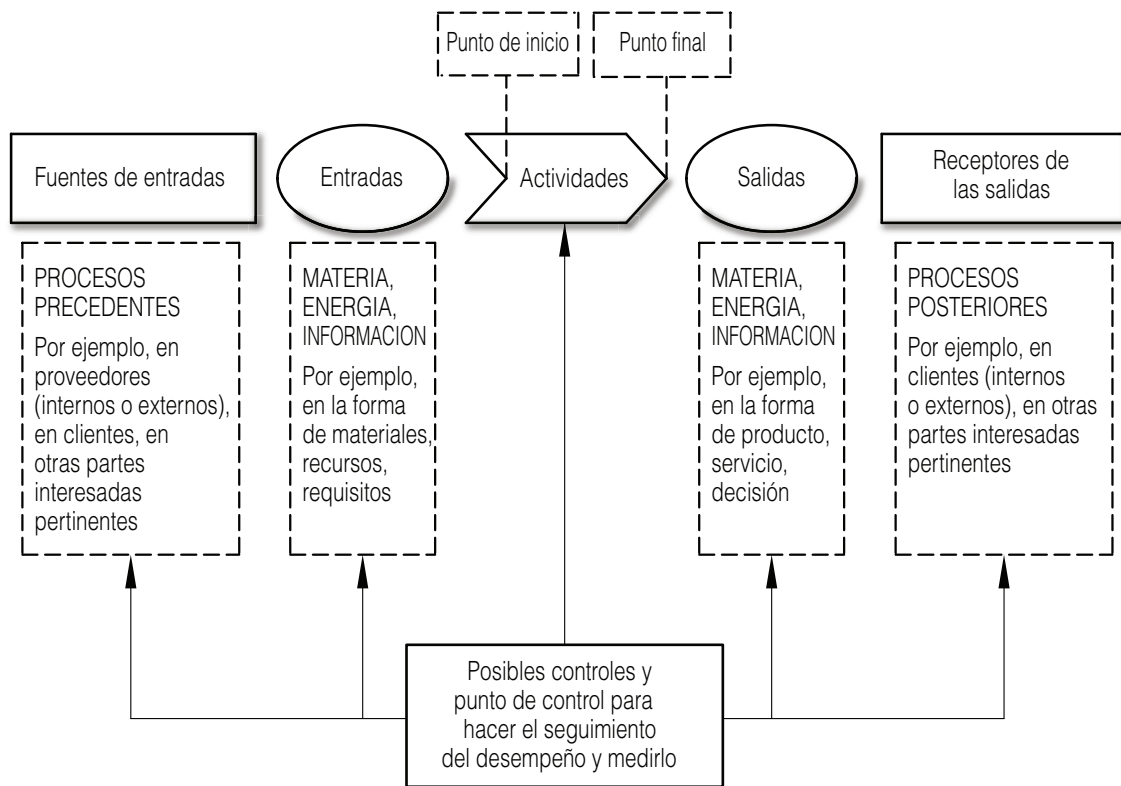 Punto de inicio
Punto final
Fuentes de entradas
Entradas
Actividades
Salidas
Receptores de
las salidas
PROCESOS
PRECEDENTES
Por ejemplo, en
proveedores
(internos o externos),
en clientes, en
otras partes
interesadas
pertinentes
MATERIA,
ENERGIA,
INFORMACION
Por ejemplo,
en la forma
de materiales,
recursos,
requisitos
MATERIA,
ENERGIA,
INFORMACION
Por ejemplo,
en la forma
de producto,
servicio,
decisión
PROCESOS
POSTERIORES
Por ejemplo, en
clientes (internos
o externos), en otras
partes interesadas
pertinentes
Posibles controles y
punto de control para
hacer el seguimiento
del desempeño y medirlo